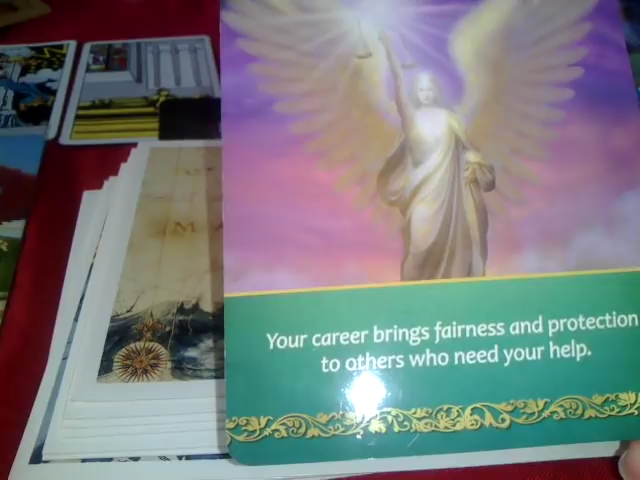 Your career brings fairness and protection
to others who need your help.